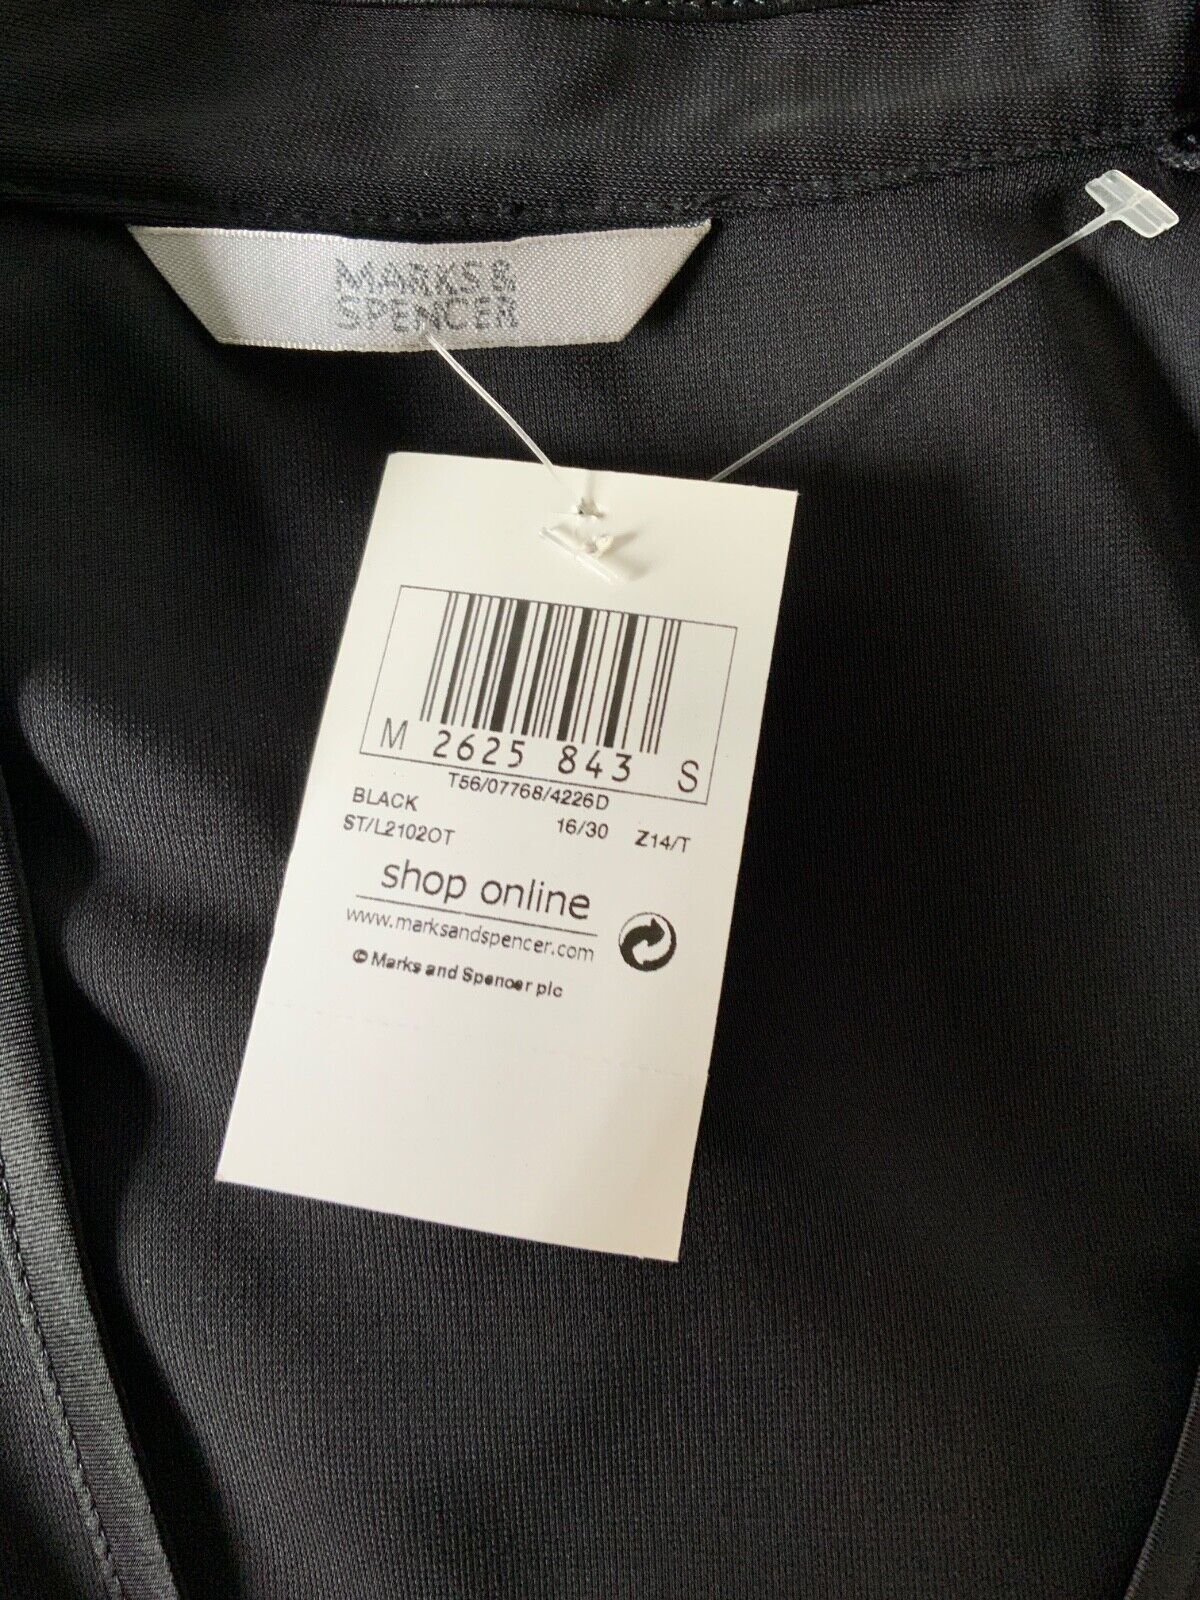 MARKS &
SPENCER
M 2625 843 S
T56/07768/4226D
BLACK
ST/L2102OT 16/30 Z14/T
shop online
www.marksandspencer.com
© Marks and Spencer plc